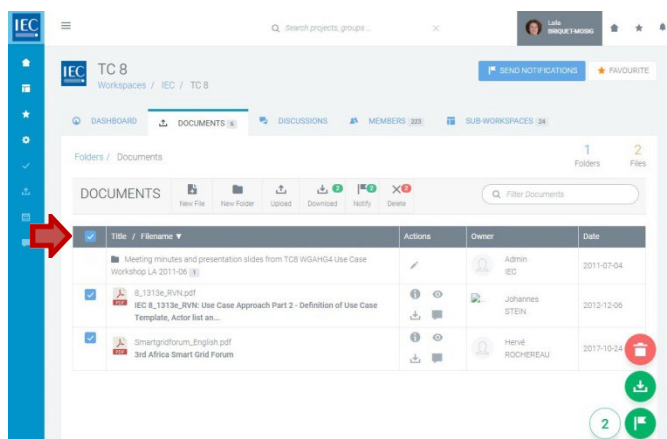 IEC
Search projects, groups ...
Laila
BRIQUET-MOSIG
IEC
TC 8
Workspaces / IEC / TC 8
SEND NOTIFICATIONS
FAVOURITE
DASHBOARD
DOCUMENTS 5
DISCUSSIONS
MEMBERS 223
SUB-WORKSPACES 24
Folders / Documents
1
Folders
2
Files
DOCUMENTS
New File
New Folder
Upload
2
Download
2
Notify
2
Delete
Filter Documents
Title / Filename
Actions
Owner
Date
Meeting minutes and presentation slides from TC8 WGAHG4 Use Case
Workshop LA 2011-06 1
Admin
IEC
2011-07-04
PDF
8_1313e_RVN.pdf
IEC 8_1313e_RVN: Use Case Approach Part 2 - Definition of Use Case
Template, Actor list an...
Johannes
STEIN
2012-12-06
PDF
Smartgridforum_English.pdf
3rd Africa Smart Grid Forum
Hervé
ROCHEREAU
2017-10-24
2